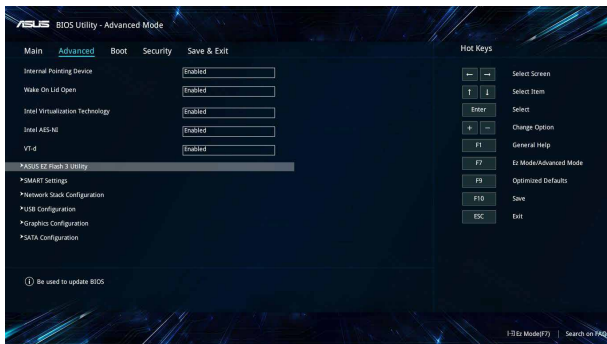 ASUS BIOS Utility - Advanced Mode
Main Advanced Boot Security Save & Exit
Internal Pointing Device Enabled
Wake On Lid Open Enabled
Intel Virtualization Technology Enabled
Intel AES-NI Enabled
VT-d Enabled
ASUS EZ Flash 3 Utility
SMART Settings
Network Stack Configuration
USB Configuration
Graphics Configuration
SATA Configuration
Be used to update BIOS
Hot Keys
← → Select Screen
↑ ↓ Select Item
Enter Select
+ − Change Option
F1 General Help
F7 Ez Mode/Advanced Mode
F9 Optimized Defaults
F10 Save
ESC Exit
Ez Mode(F7) | Search on FAQ